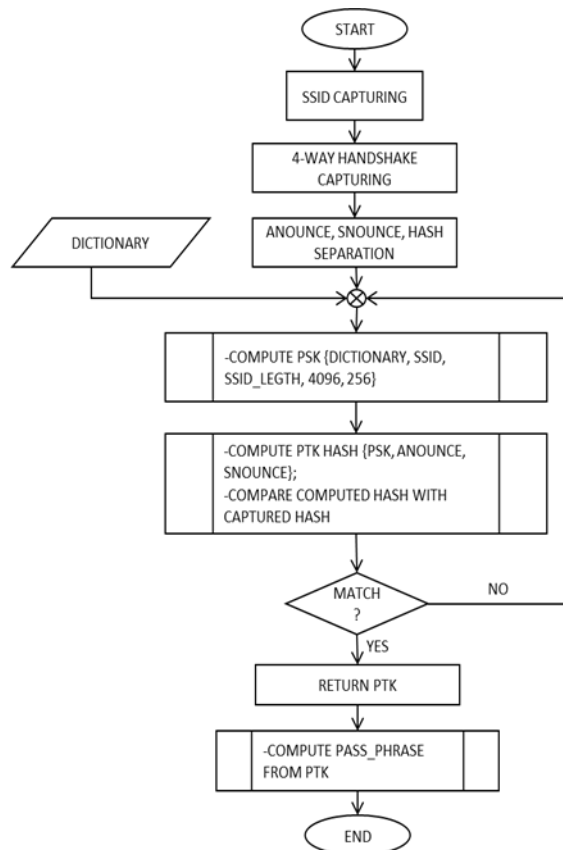 START
SSID CAPTURING
4-WAY HANDSHAKE
CAPTURING
DICTIONARY
ANOUNCE, SNOUNCE, HASH
SEPARATION
-COMPUTE PSK {DICTIONARY, SSID,
SSID_LEGTH, 4096, 256}
-COMPUTE PTK HASH {PSK, ANOUNCE,
SNOUNCE};
-COMPARE COMPUTED HASH WITH
CAPTURED HASH
MATCH
?
NO
YES
RETURN PTK
-COMPUTE PASS_PHRASE
FROM PTK
END